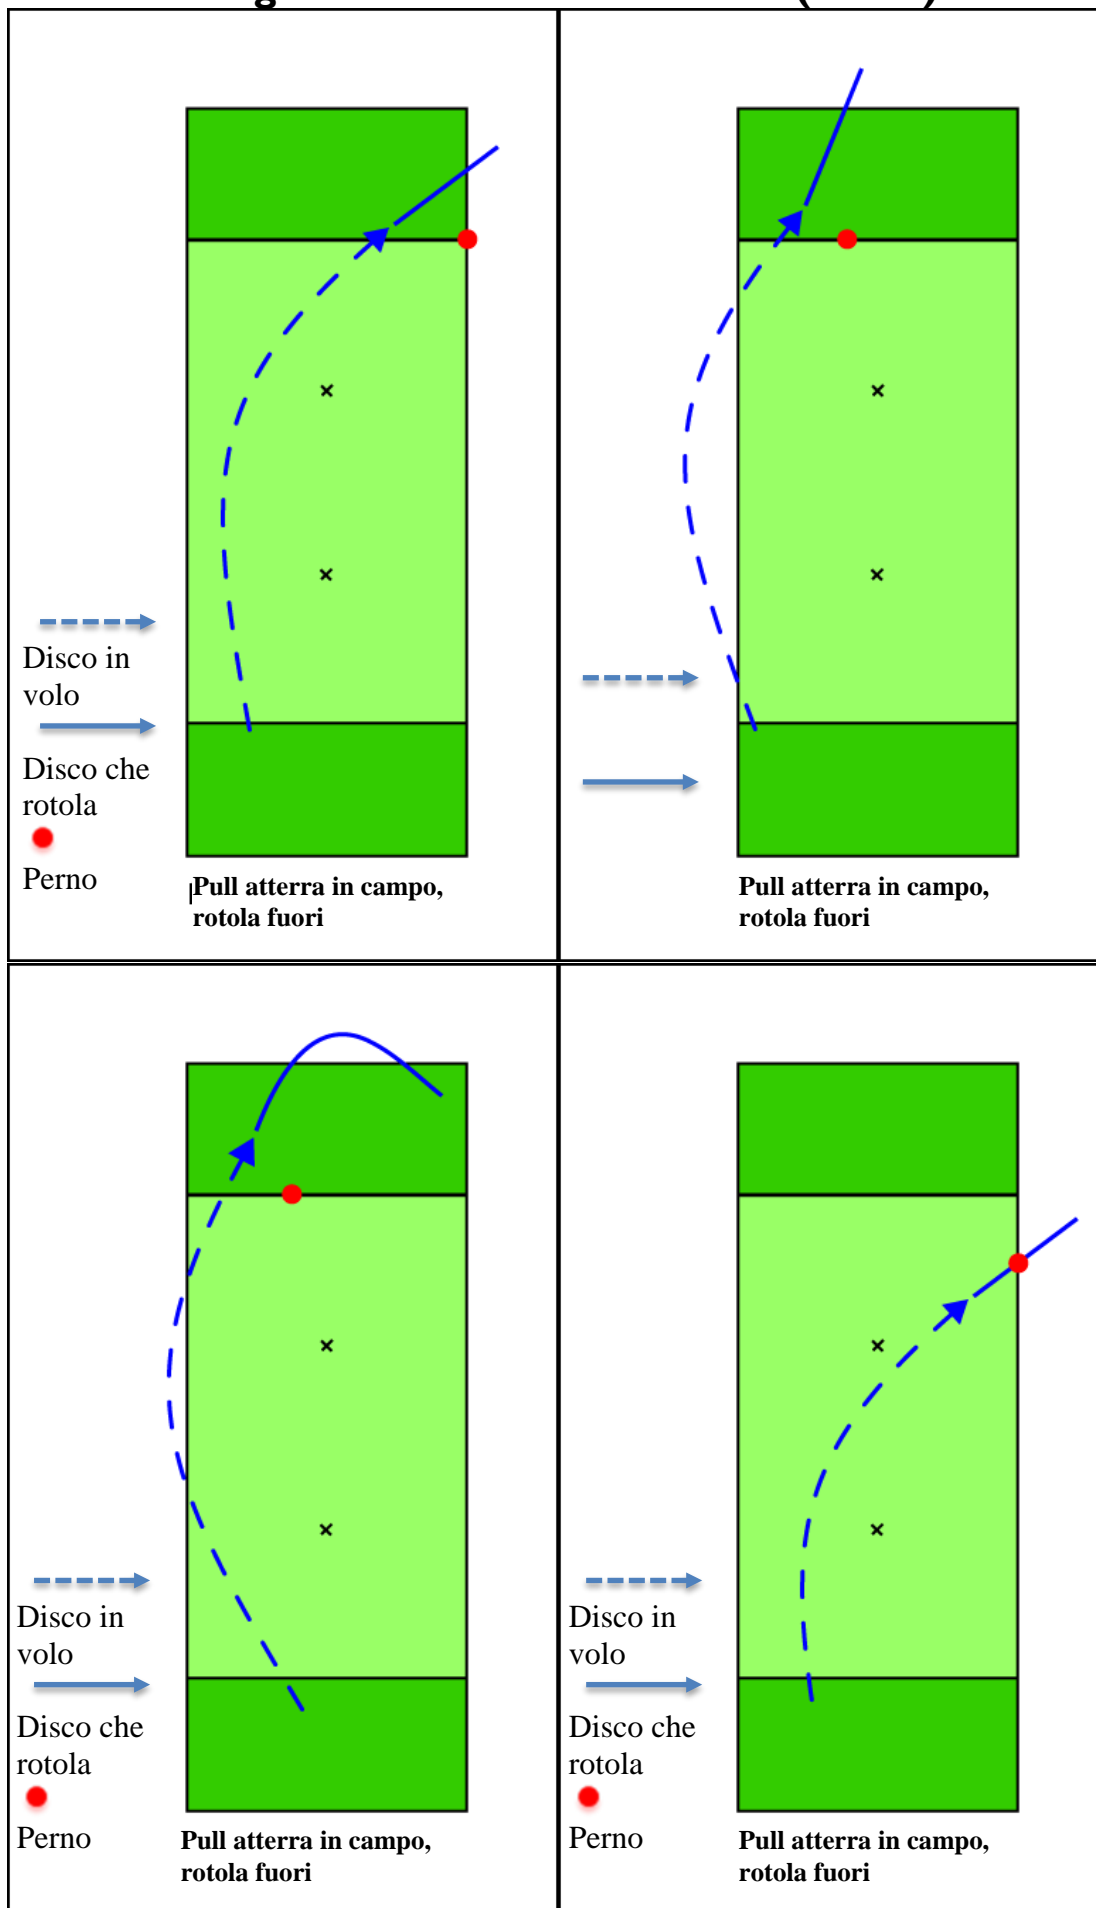 Disco in
volo
Disco che
rotola
Perno
Pull atterra in campo,
rotola fuori
Pull atterra in campo,
rotola fuori
Disco in
volo
Disco che
rotola
Perno
Pull atterra in campo,
rotola fuori
Disco in
volo
Disco che
rotola
Perno
Pull atterra in campo,
rotola fuori